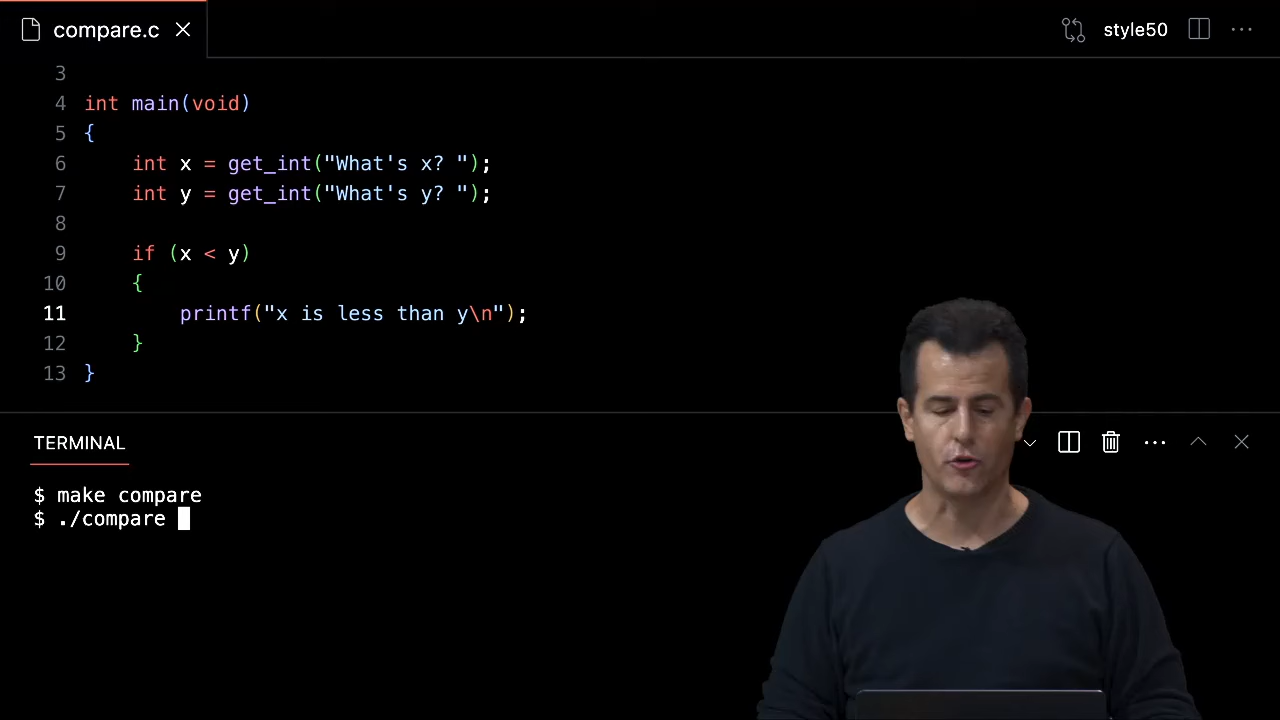 compare.c
style50
3
4 int main(void)
5 {
6     int x = get_int("What's x? ");
7     int y = get_int("What's y? ");
8
9     if (x < y)
10     {
11         printf("x is less than y\n");
12     }
13 }
TERMINAL
$ make compare
$ ./compare